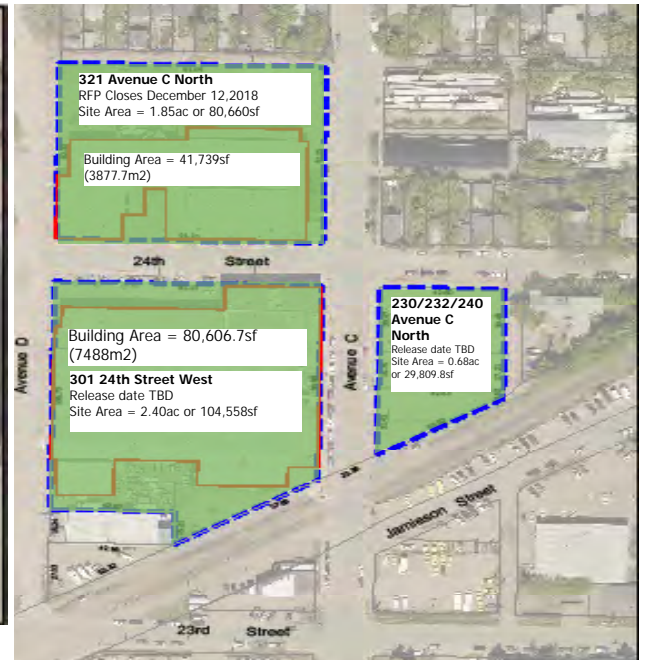 321 Avenue C North
RFP Closes December 12,2018
Site Area = 1.85ac or 80,660sf
Building Area = 41,739sf
(3877.7m2)
24th Street
Avenue D
Building Area = 80,606.7sf
(7488m2)
301 24th Street West
Release date TBD
Site Area = 2.40ac or 104,558sf
Avenue C
230/232/240
Avenue C
North
Release date TBD
Site Area = 0.68ac
or 29,809.8sf
Jamieson Street
23rd Street